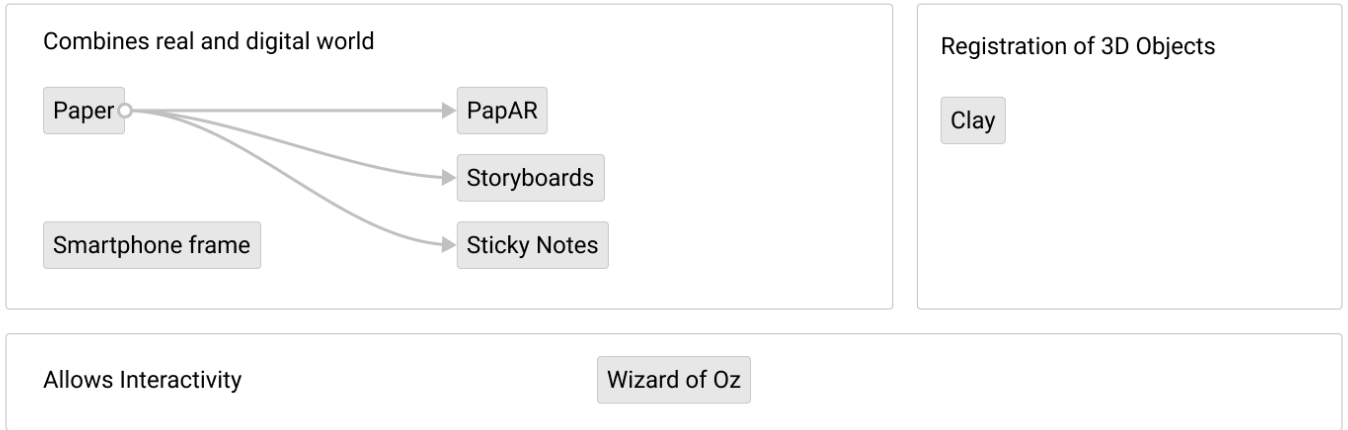 Combines real and digital world
Paper
PapAR
Storyboards
Smartphone frame
Sticky Notes
Registration of 3D Objects
Clay
Allows Interactivity
Wizard of Oz